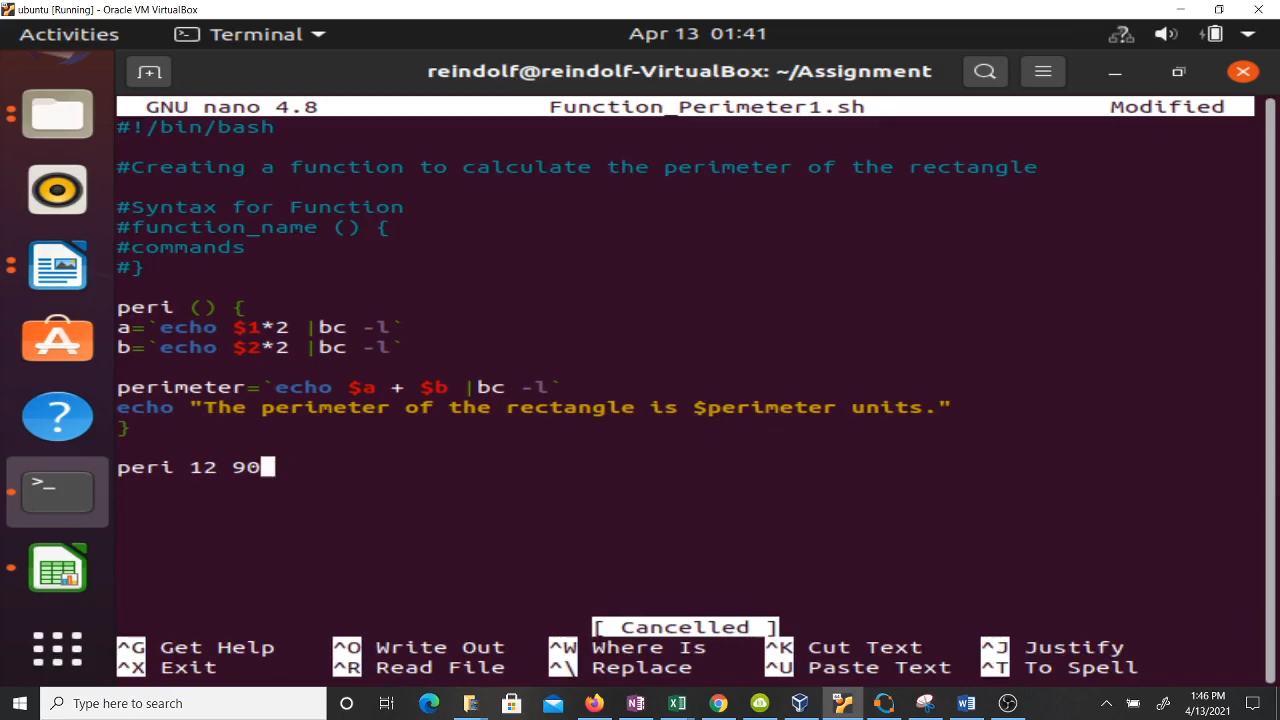 ubuntu [Running] - Oracle VM VirtualBox
Activities Terminal Apr 13 01:41
reindolf@reindolf-VirtualBox: ~/Assignment
GNU nano 4.8 Function_Perimeter1.sh Modified
#!/bin/bash
#Creating a function to calculate the perimeter of the rectangle
#Syntax for Function
#function_name () {
#commands
#}
peri () {
a=`echo $1*2 |bc -l`
b=`echo $2*2 |bc -l`
perimeter=`echo $a + $b |bc -l`
echo "The perimeter of the rectangle is $perimeter units."
}
peri 12 90
[ Cancelled ]
^G Get Help ^O Write Out ^W Where Is ^K Cut Text ^J Justify
^X Exit ^R Read File ^\ Replace ^U Paste Text ^T To Spell
Type here to search
1:46 PM
4/13/2021